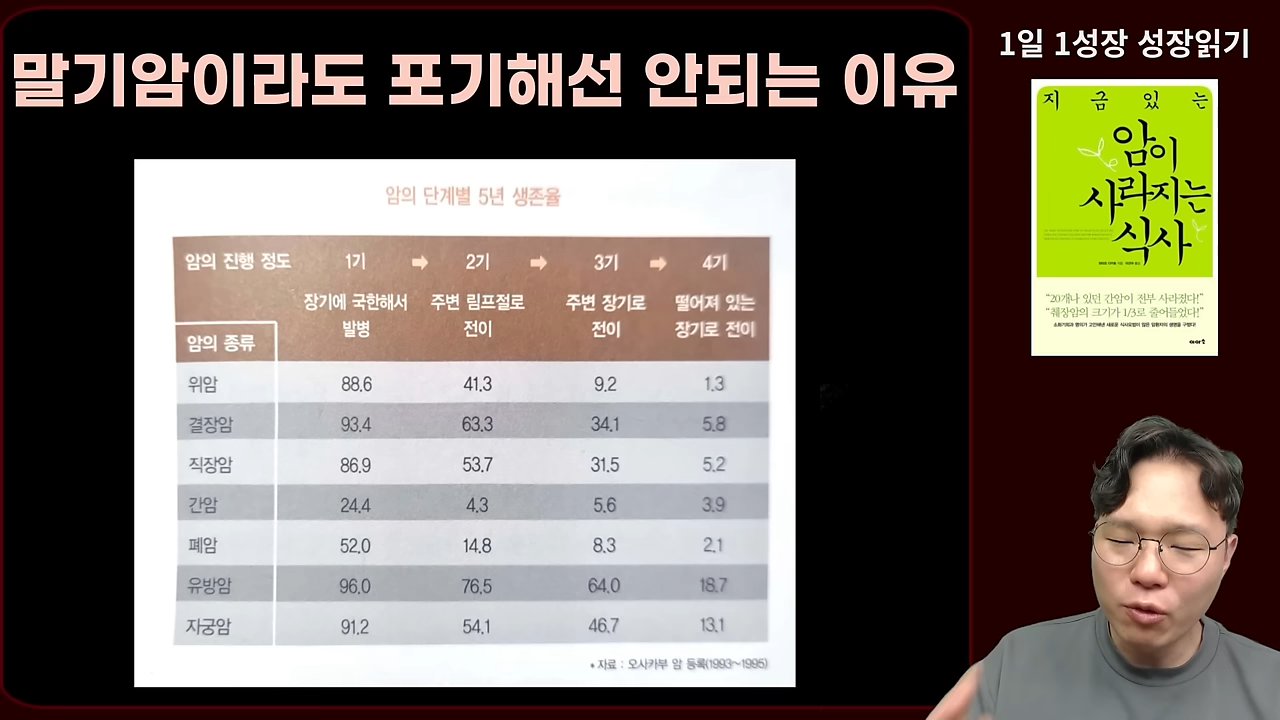 말기암이라도 포기해선 안되는 이유
1일 1성장 성장읽기
암의 단계별 5년 생존율
암의 진행 정도 1기 → 2기 → 3기 → 4기
장기에 국한해서 발병 주변 림프절로 전이 주변 장기로 전이 떨어져 있는 장기로 전이
암의 종류
위암 88.6 41.3 9.2 1.3
결장암 93.4 63.3 34.1 5.8
직장암 86.9 53.7 31.5 5.2
간암 24.4 4.3 5.6 3.9
폐암 52.0 14.8 8.3 2.1
유방암 96.0 76.5 64.0 18.7
자궁암 91.2 54.1 46.7 13.1
•자료 : 오사카부 암 등록(1993~1995)
지금있는
암이
사라지는
식사
“20개나 있던 간암이 전부 사라졌다!”
“췌장암의 크기가 1/3로 줄어들었다!”